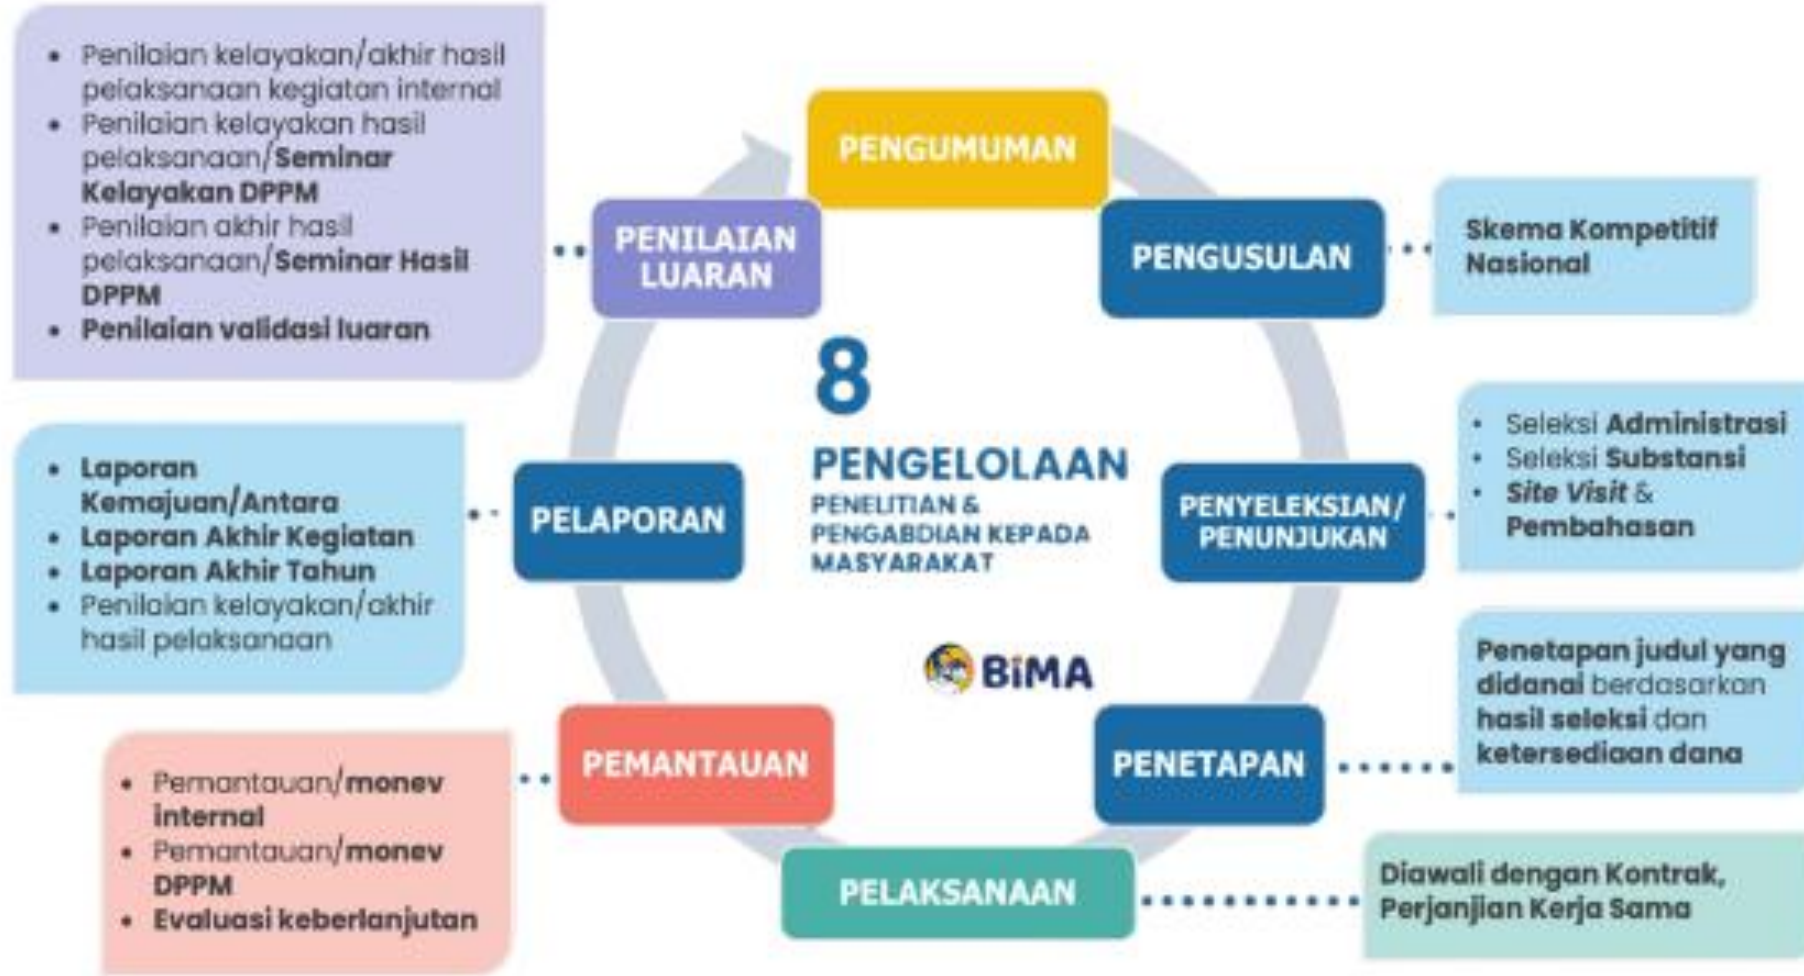 PENGUMUMAN
PENGUSULAN
Skema Kompetitif
Nasional
PENYELEKSIAN/
PENUNJUKAN
• Seleksi Administrasi
• Seleksi Substansi
• Site Visit &
Pembahasan
PENETAPAN
Penetapan judul yang
didanai berdasarkan
hasil seleksi dan
ketersediaan dana
PELAKSANAAN
Diawali dengan Kontrak,
Perjanjian Kerja Sama
PEMANTAUAN
• Pemantauan/monev
internal
• Pemantauan/monev
DPPM
• Evaluasi keberlanjutan
PELAPORAN
• Laporan
Kemajuan/Antara
• Laporan Akhir Kegiatan
• Laporan Akhir Tahun
• Penilaian kelayakan/akhir
hasil pelaksanaan
PENILAIAN
LUARAN
• Penilaian kelayakan/akhir hasil
pelaksanaan kegiatan internal
• Penilaian kelayakan hasil
pelaksanaan/Seminar
Kelayakan DPPM
• Penilaian akhir hasil
pelaksanaan/Seminar Hasil
DPPM
• Penilaian validasi luaran
8
PENGELOLAAN
PENELITIAN &
PENGABDIAN KEPADA
MASYARAKAT
BiMA